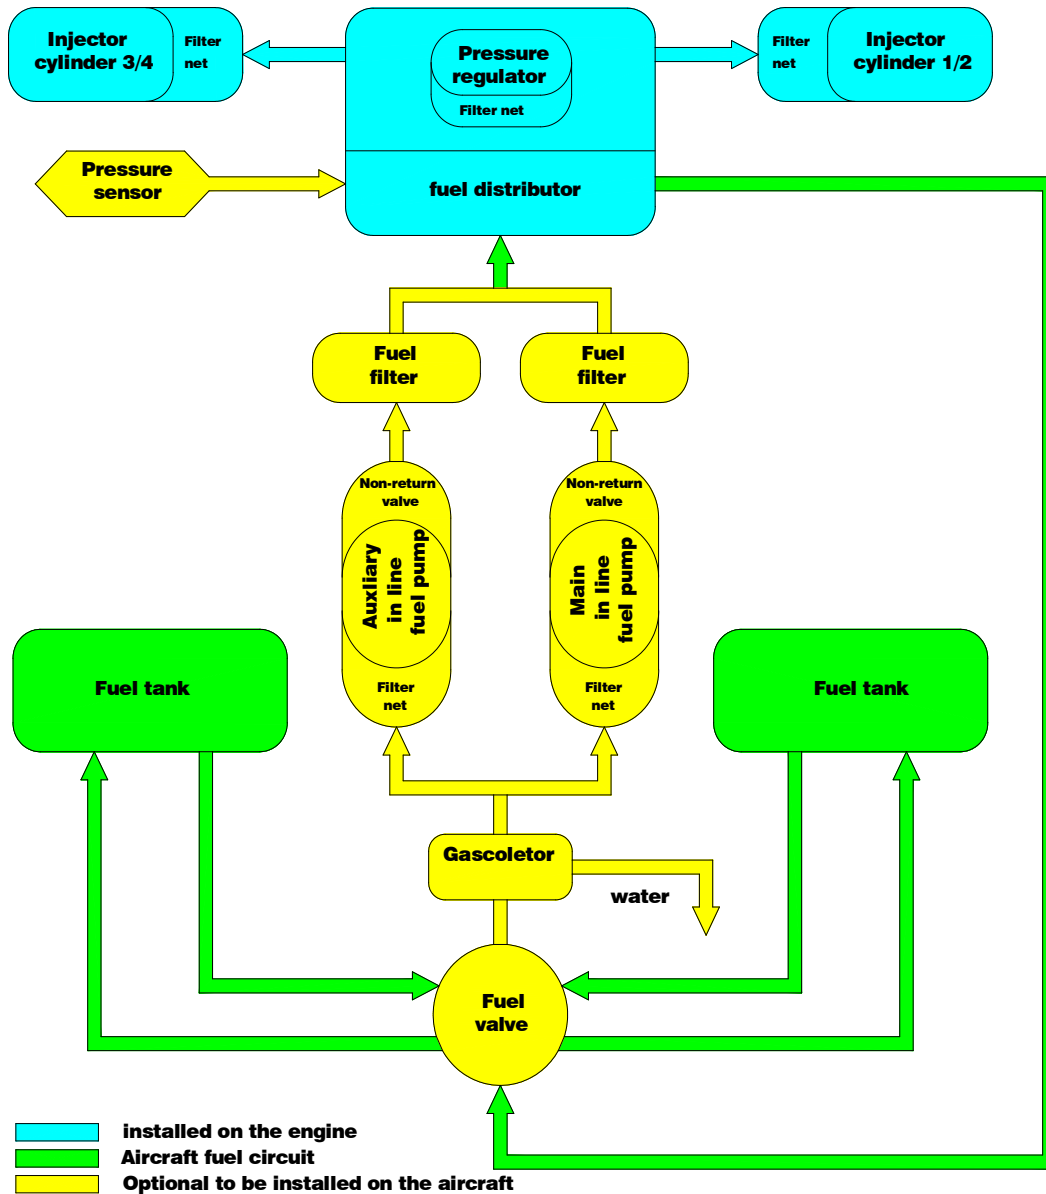 Injector
cylinder 3/4
Filter
net
Pressure
regulator
Filter net
Filter
net
Injector
cylinder 1/2
Pressure
sensor
fuel distributor
Fuel
filter
Fuel
filter
Non-return
valve
Auxliary
in line
fuel pump
Filter
net
Non-return
valve
Main
in line
fuel pump
Filter
net
Fuel tank
Fuel tank
Gascoletor
water
Fuel
valve
installed on the engine
Aircraft fuel circuit
Optional to be installed on the aircraft